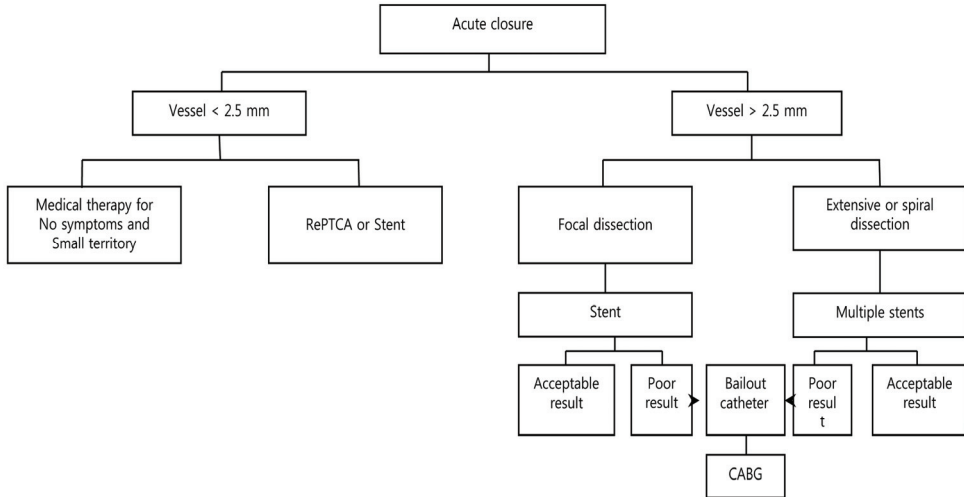 Acute closure
Vessel < 2.5 mm
Vessel > 2.5 mm
Medical therapy for
No symptoms and
Small territory
RePTCA or Stent
Focal dissection
Extensive or spiral
dissection
Stent
Multiple stents
Acceptable
result
Poor
result
Bailout
catheter
Poor
resul
t
Acceptable
result
CABG